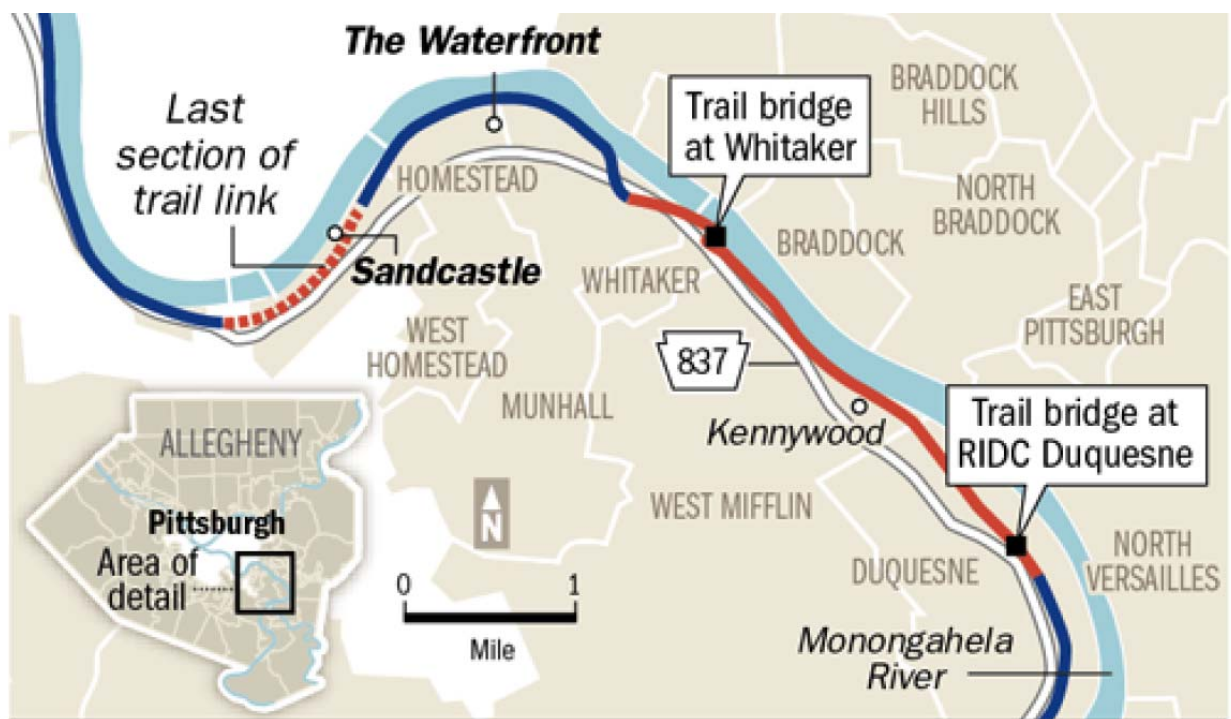 The Waterfront
Last
section of
trail link
Trail bridge
at Whitaker
BRADDOCK
HILLS
HOMESTEAD
NORTH
BRADDOCK
BRADDOCK
Sandcastle
WHITAKER
EAST
PITTSBURGH
WEST
HOMESTEAD
837
MUNHALL
Kennywood
Trail bridge at
RIDC Duquesne
ALLEGHENY
Pittsburgh
Area of
detail
N
WEST MIFFLIN
DUQUESNE
NORTH
VERSAILLES
0 1
Mile
Monongahela
River